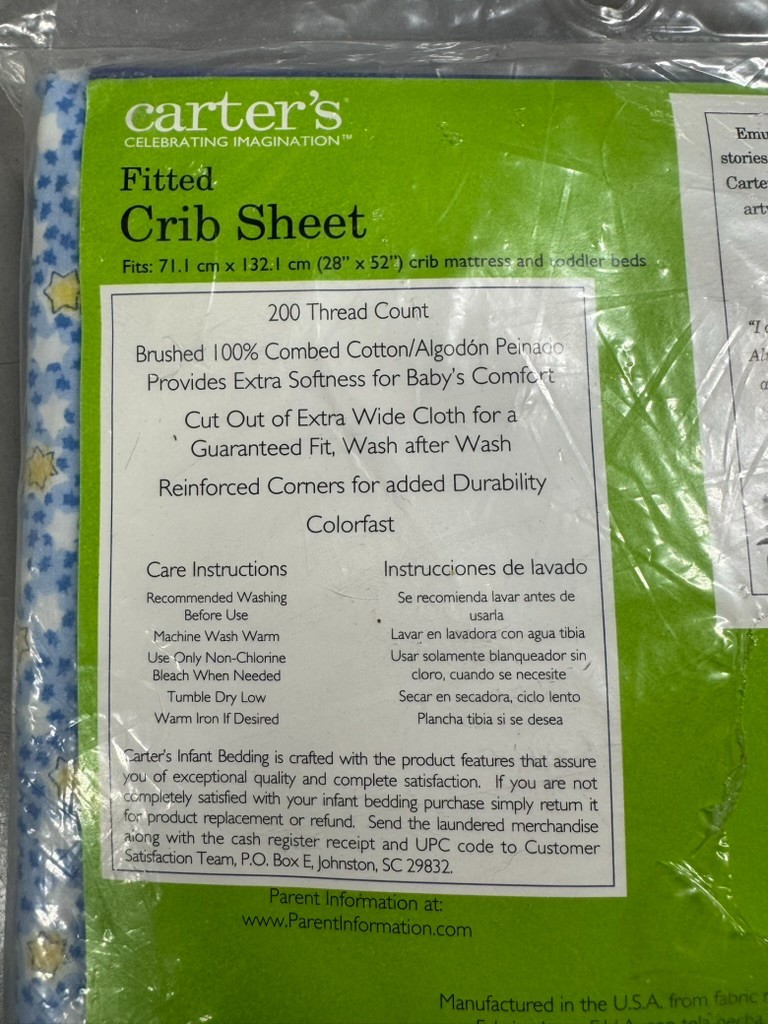 carter's
CELEBRATING IMAGINATION™
Fitted
Crib Sheet
Fits: 71.1 cm x 132.1 cm (28" x 52") crib mattress and toddler beds
200 Thread Count
Brushed 100% Combed Cotton/Algodón Peinado
Provides Extra Softness for Baby's Comfort
Cut Out of Extra Wide Cloth for a
Guaranteed Fit, Wash after Wash
Reinforced Corners for added Durability
Colorfast
Care Instructions
Recommended Washing
Before Use
Machine Wash Warm
Use Only Non-Chlorine
Bleach When Needed
Tumble Dry Low
Warm Iron If Desired
Instrucciones de lavado
Se recomienda lavar antes de
usarla
Lavar en lavadora con agua tibia
Usar solamente blanqueador sin
cloro, cuando se necesite
Secar en secadora, ciclo lento
Plancha tibia si se desea
Carter's Infant Bedding is crafted with the product features that assure
you of exceptional quality and complete satisfaction. If you are not
completely satisfied with your infant bedding purchase simply return it
for product replacement or refund. Send the laundered merchandise
along with the cash register receipt and UPC code to Customer
Satisfaction Team, P.O. Box E, Johnston, SC 29832.
Parent Information at:
www.ParentInformation.com
stories
Manufactured in the U.S.A. from fabric